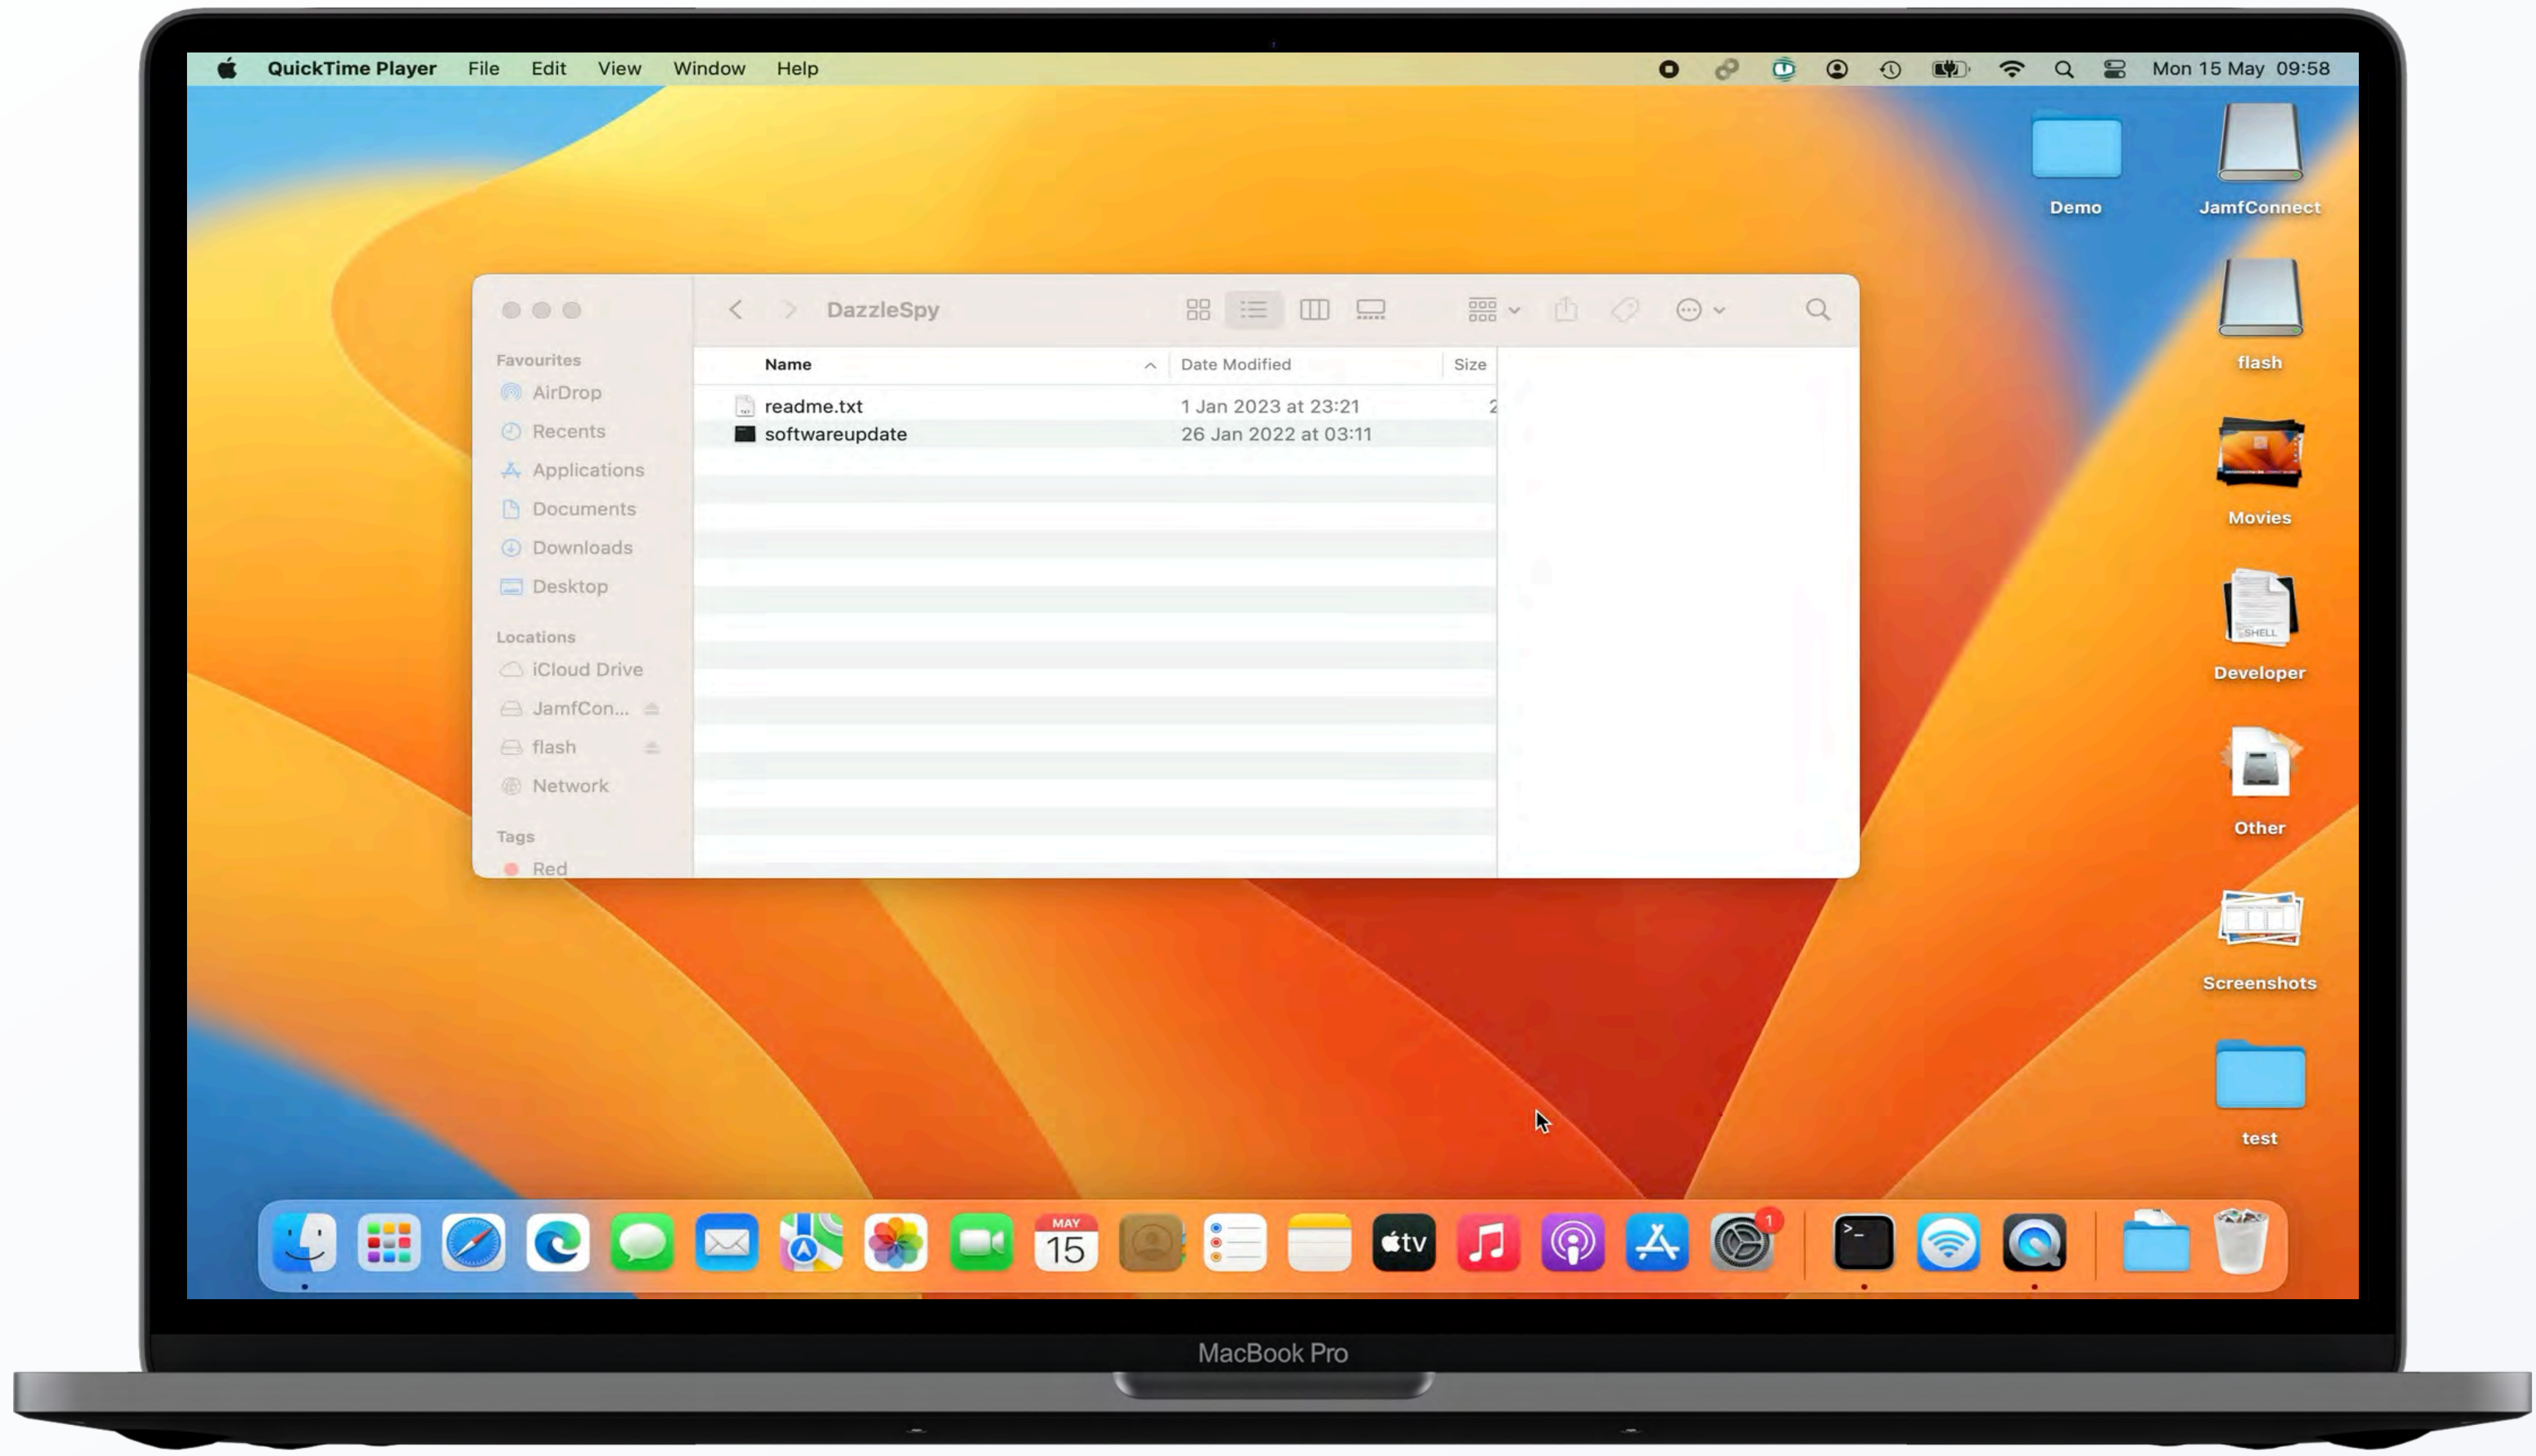 QuickTime Player File Edit View Window Help Mon 15 May 09:58
Demo JamfConnect
flash
Movies
Developer
SHELL
Other
Screenshots
test
DazzleSpy
Favourites
AirDrop
Recents
Applications
Documents
Downloads
Desktop
Locations
iCloud Drive
JamfCon...
flash
Network
Tags
Red
Name Date Modified Size
readme.txt 1 Jan 2023 at 23:21 2
softwareupdate 26 Jan 2022 at 03:11
MAY
15
tv
1
>_
MacBook Pro